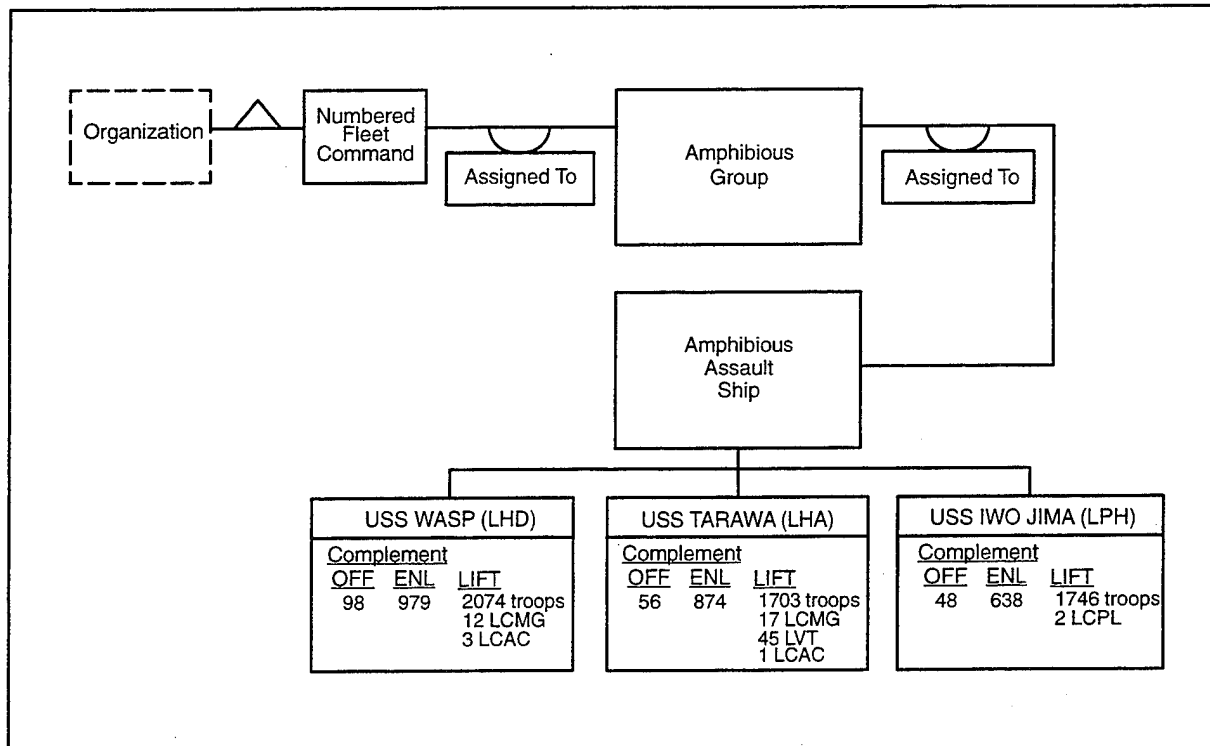 Organization
Numbered
Fleet
Command
Assigned To
Amphibious
Group
Assigned To
Amphibious
Assault
Ship
USS WASP (LHD)
Complement
OFF ENL LIFT
98 979 2074 troops
12 LCMG
3 LCAC
USS TARAWA (LHA)
Complement
OFF ENL LIFT
56 874 1703 troops
17 LCMG
45 LVT
1 LCAC
USS IWO JIMA (LPH)
Complement
OFF ENL LIFT
48 638 1746 troops
2 LCPL